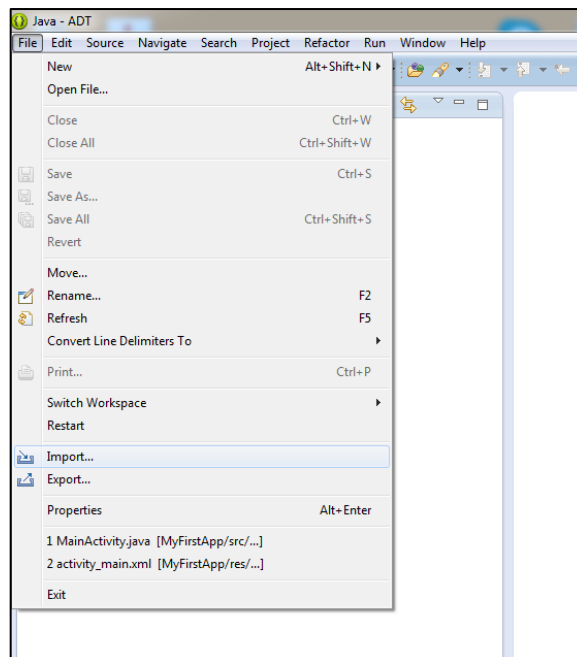 Java - ADT
File Edit Source Navigate Search Project Refactor Run Window Help
New Alt+Shift+N
Open File...
Close Ctrl+W
Close All Ctrl+Shift+W
Save Ctrl+S
Save As...
Save All Ctrl+Shift+S
Revert
Move...
Rename... F2
Refresh F5
Convert Line Delimiters To
Print... Ctrl+P
Switch Workspace
Restart
Import...
Export...
Properties Alt+Enter
1 MainActivity.java [MyFirstApp/src/...]
2 activity_main.xml [MyFirstApp/res/...]
Exit